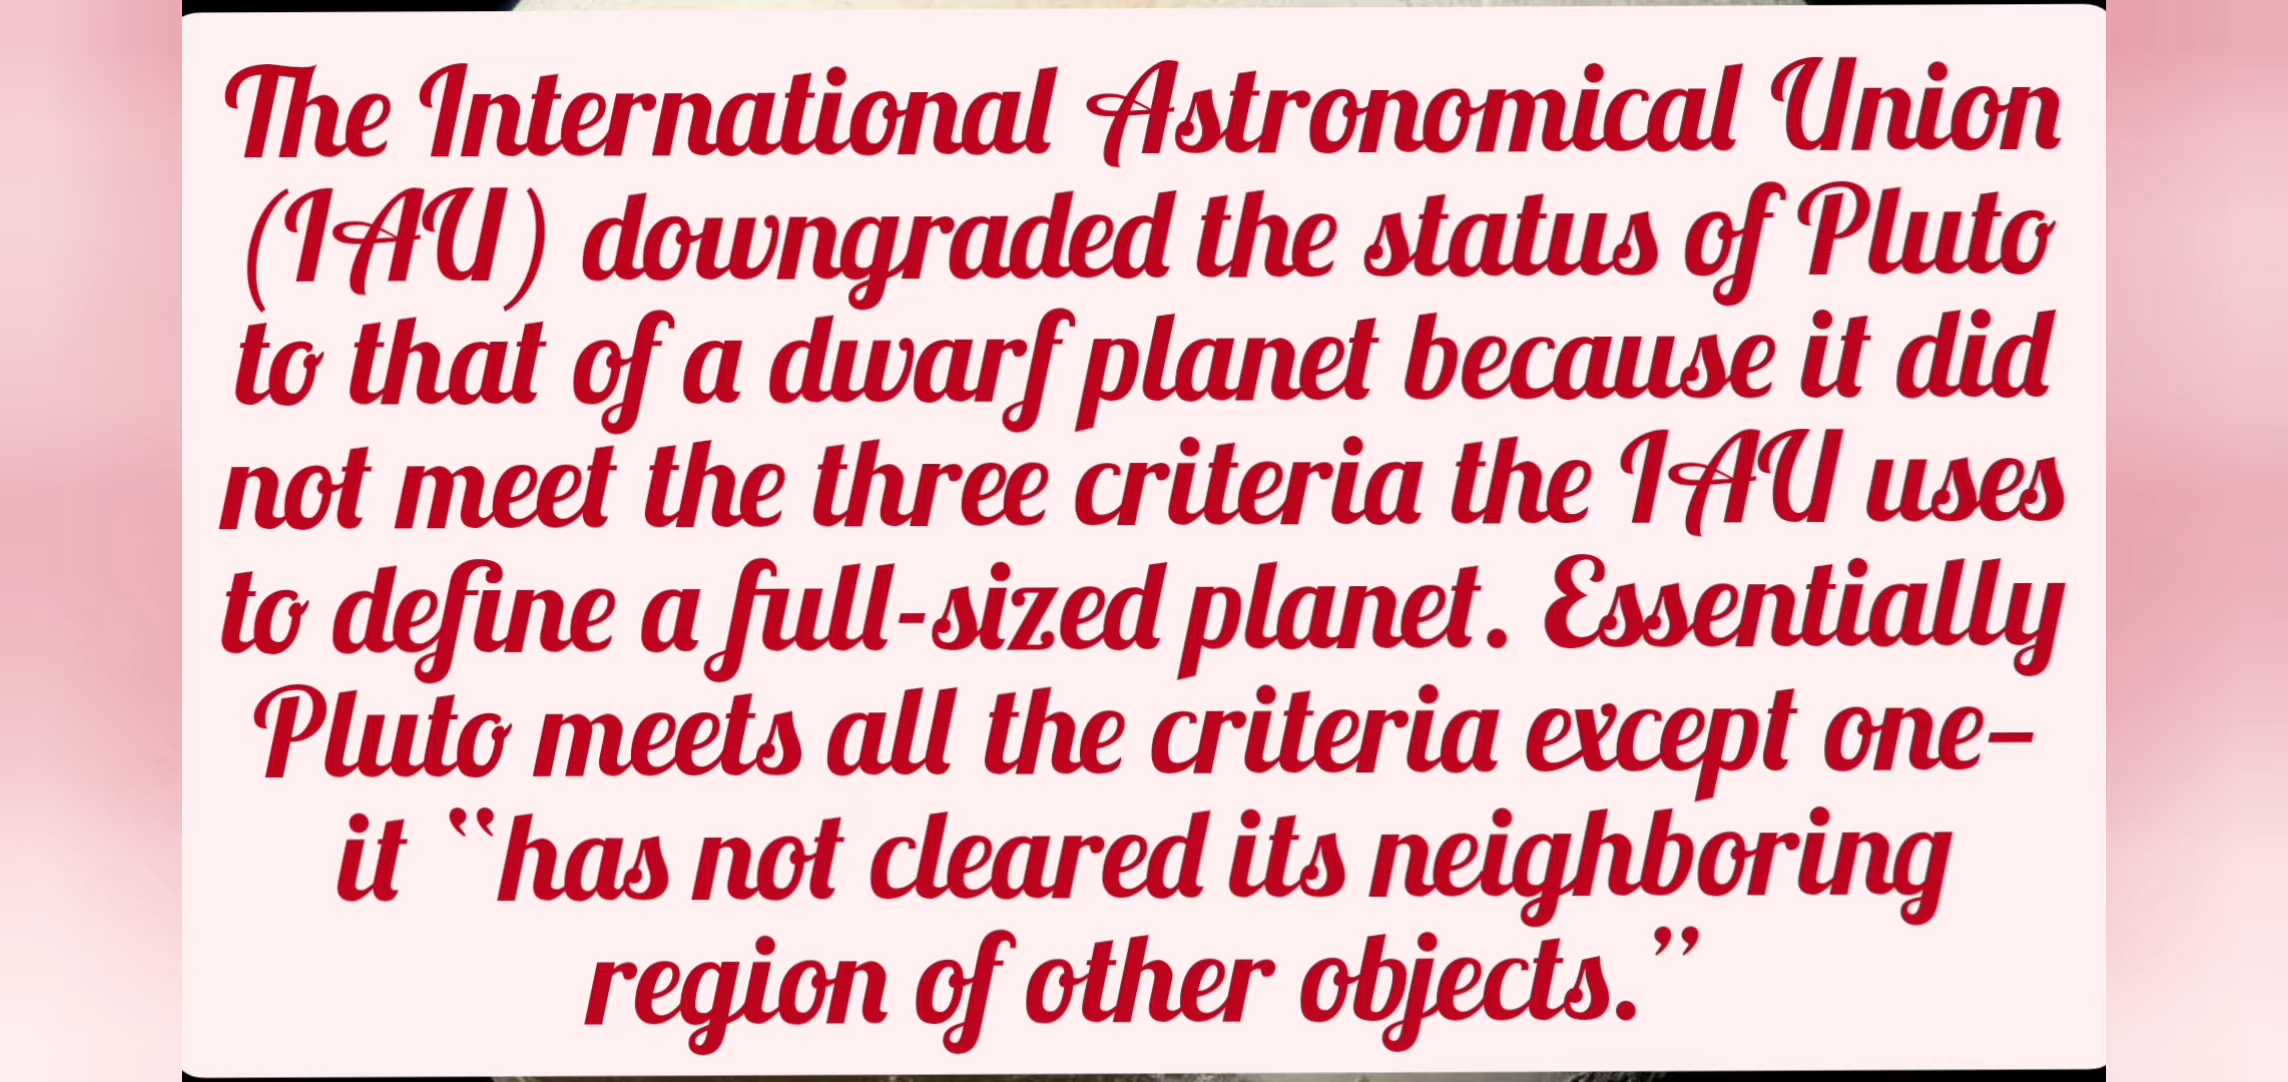 The International Astronomical Union
(IAU) downgraded the status of Pluto
to that of a dwarf planet because it did
not meet the three criteria the IAU uses
to define a full-sized planet. Essentially
Pluto meets all the criteria except one–
it “has not cleared its neighboring
region of other objects.”